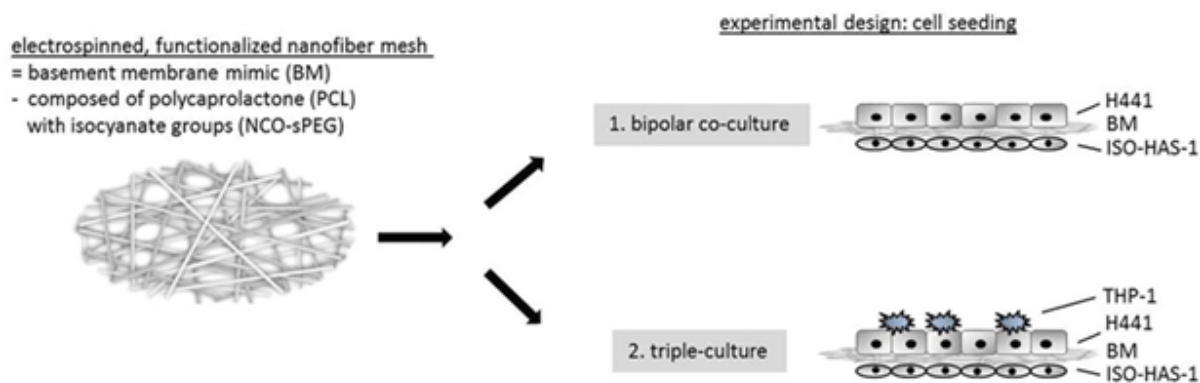 experimental design: cell seeding
electrospinned, functionalized nanofiber mesh
= basement membrane mimic (BM)
- composed of polycaprolactone (PCL)
with isocyanate groups (NCO-sPEG)
1. bipolar co-culture
H441
BM
ISO-HAS-1
2. triple-culture
THP-1
H441
BM
ISO-HAS-1